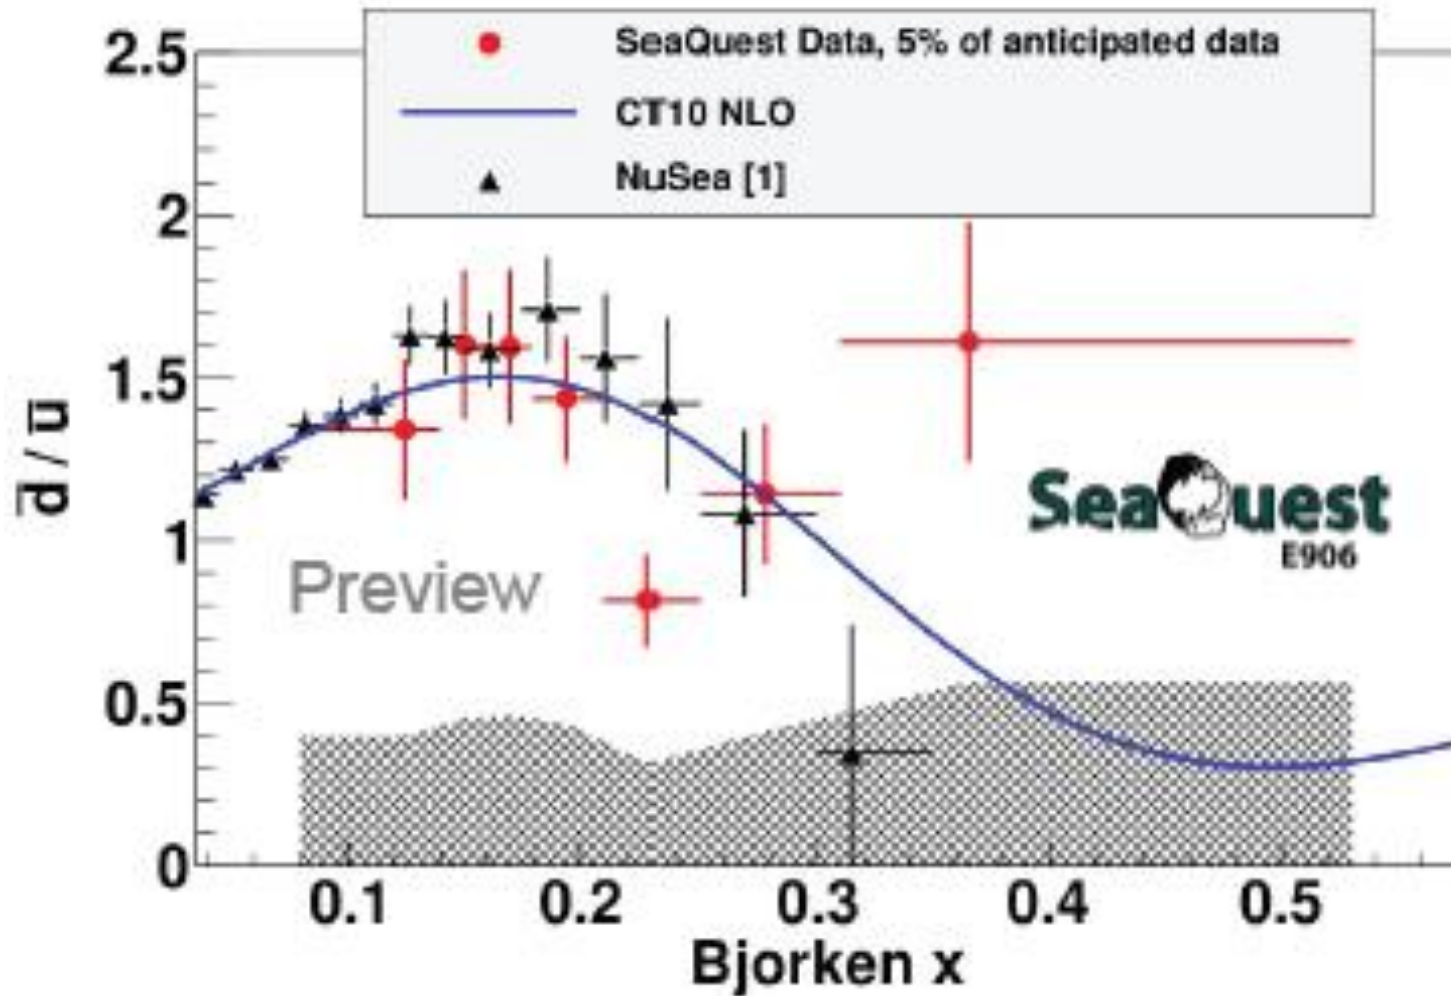 SeaQuest Data, 5% of anticipated data
CT10 NLO
NuSea [1]
2.5
2
1.5
1
0.5
0
d̅ / u̅
Preview
SeaQuest
E906
0.1
0.2
0.3
0.4
0.5
Bjorken x